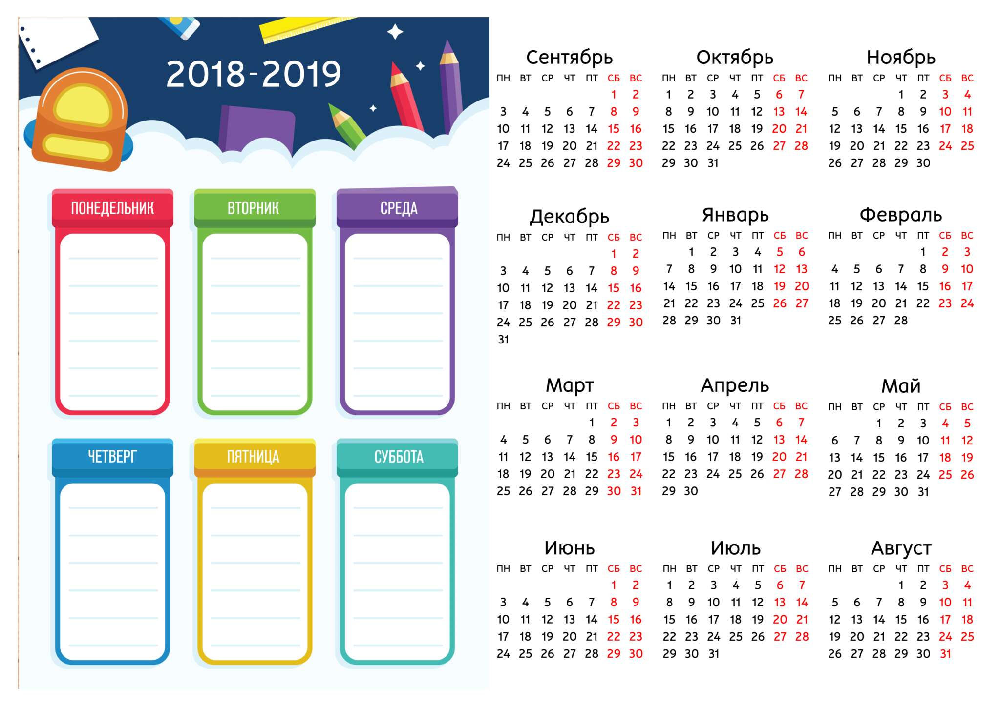 2018-2019
ПОНЕДЕЛЬНИК
ВТОРНИК
СРЕДА
ЧЕТВЕРГ
ПЯТНИЦА
СУББОТА
Сентябрь
ПН ВТ СР ЧТ ПТ СБ ВС
1 2
3 4 5 6 7 8 9
10 11 12 13 14 15 16
17 18 19 20 21 22 23
24 25 26 27 28 29 30
Октябрь
ПН ВТ СР ЧТ ПТ СБ ВС
1 2 3 4 5 6 7
8 9 10 11 12 13 14
15 16 17 18 19 20 21
22 23 24 25 26 27 28
29 30 31
Ноябрь
ПН ВТ СР ЧТ ПТ СБ ВС
1 2 3 4
5 6 7 8 9 10 11
12 13 14 15 16 17 18
19 20 21 22 23 24 25
26 27 28 29 30
Декабрь
ПН ВТ СР ЧТ ПТ СБ ВС
1 2
3 4 5 6 7 8 9
10 11 12 13 14 15 16
17 18 19 20 21 22 23
24 25 26 27 28 29 30
31
Январь
ПН ВТ СР ЧТ ПТ СБ ВС
1 2 3 4 5 6
7 8 9 10 11 12 13
14 15 16 17 18 19 20
21 22 23 24 25 26 27
28 29 30 31
Февраль
ПН ВТ СР ЧТ ПТ СБ ВС
1 2 3
4 5 6 7 8 9 10
11 12 13 14 15 16 17
18 19 20 21 22 23 24
25 26 27 28
Март
ПН ВТ СР ЧТ ПТ СБ ВС
1 2 3
4 5 6 7 8 9 10
11 12 13 14 15 16 17
18 19 20 21 22 23 24
25 26 27 28 29 30 31
Апрель
ПН ВТ СР ЧТ ПТ СБ ВС
1 2 3 4 5 6 7
8 9 10 11 12 13 14
15 16 17 18 19 20 21
22 23 24 25 26 27 28
29 30
Май
ПН ВТ СР ЧТ ПТ СБ ВС
1 2 3 4 5
6 7 8 9 10 11 12
13 14 15 16 17 18 19
20 21 22 23 24 25 26
27 28 29 30 31
Июнь
ПН ВТ СР ЧТ ПТ СБ ВС
1 2
3 4 5 6 7 8 9
10 11 12 13 14 15 16
17 18 19 20 21 22 23
24 25 26 27 28 29 30
Июль
ПН ВТ СР ЧТ ПТ СБ ВС
1 2 3 4 5 6 7
8 9 10 11 12 13 14
15 16 17 18 19 20 21
22 23 24 25 26 27 28
29 30 31
Август
ПН ВТ СР ЧТ ПТ СБ ВС
1 2 3 4
5 6 7 8 9 10 11
12 13 14 15 16 17 18
19 20 21 22 23 24 25
26 27 28 29 30 31